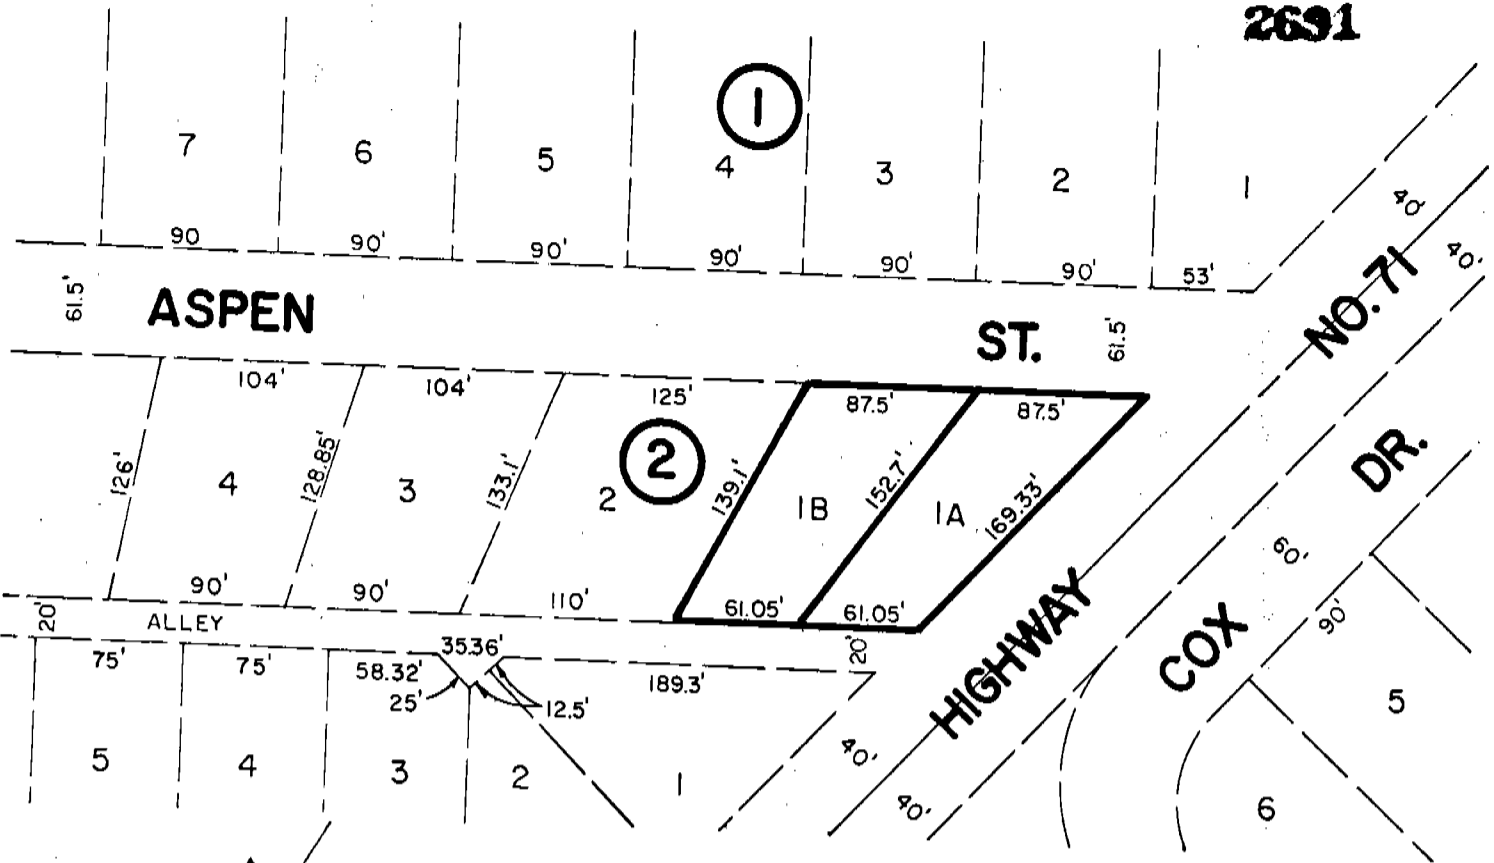 2691
1
7 6 5 4 3 2 1
90 90' 90' 90' 90' 90' 53'
40' 40'
61.5' ASPEN ST. 61.5'
HIGHWAY NO. 71
COX DR.
104' 104' 125' 87.5' 87.5'
2
126' 128.85' 133.1' 139.1' 152.7' 169.33'
4 3 2 1B 1A
90' 90' 110' 61.05' 61.05'
60'
90'
20' ALLEY 20'
75' 75' 58.32' 35.36' 189.3'
25' 12.5'
5 4 3 2 1
40' 40'
5
6